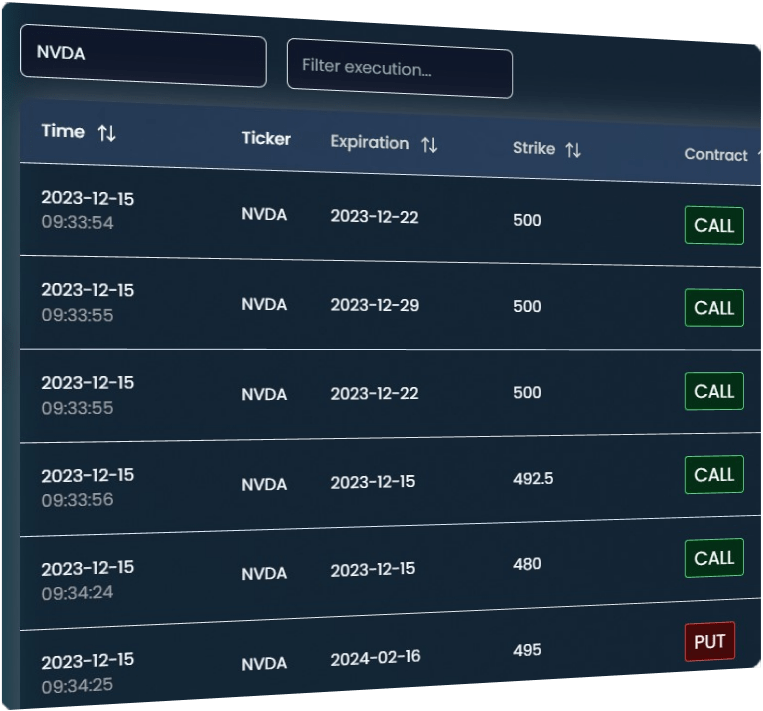 NVDA
Filter execution...
Time Ticker Expiration Strike Contract
2023-12-15
09:33:54
NVDA 2023-12-22 500 CALL
2023-12-15
09:33:55
NVDA 2023-12-29 500 CALL
2023-12-15
09:33:55
NVDA 2023-12-22 500 CALL
2023-12-15
09:33:56
NVDA 2023-12-15 492.5 CALL
2023-12-15
09:34:24
NVDA 2023-12-15 480 CALL
2023-12-15
09:34:25
NVDA 2024-02-16 495 PUT